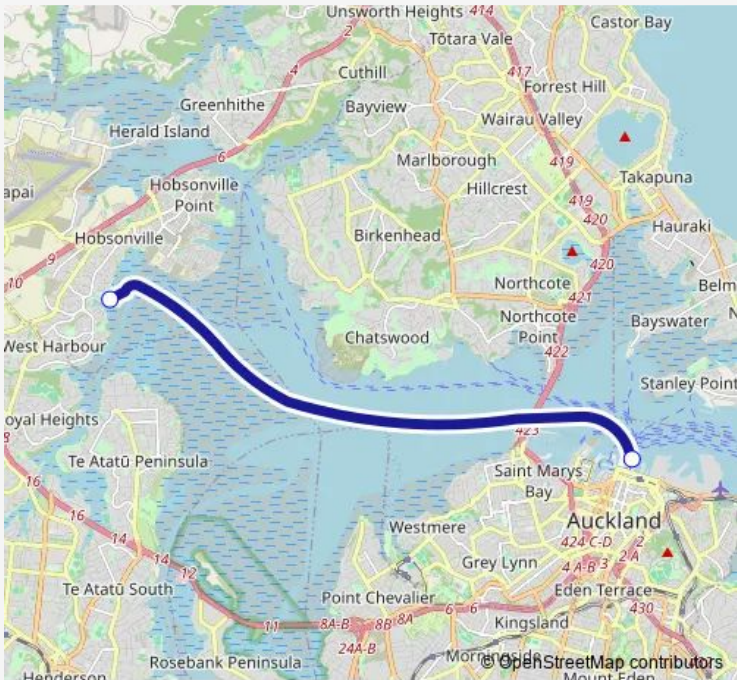 Unsworth Heights
414
Castor Bay
2
Tōtara Vale
4
Cuthill
417
Forrest Hill
Greenhithe
Bayview
Wairau Valley
Herald Island
6
Marlborough
419
apai
Hobsonville
Point
Hillcrest
Takapuna
419
420
Hobsonville
Birkenhead
Hauraki
9
10
420
Northcote
421
Belm
West Harbour
Chatswood
Northcote
Point
Bayswater
N
422
Stanley Point
oyal Heights
8
423
Te Atatū Peninsula
Saint Marys
Bay
16
16
Auckland
14
Westmere
14
12
424 C-D
2
Grey Lynn
3
2 A
4 A-B
Te Atatū South
Point Chevalier
6
6
Eden Terrace
430
11
8A-B
8B
8A
Kingsland
24A-B
Henderson
Rosebank Peninsula
Morningside
© OpenStreetMap contributors
Mount Eden